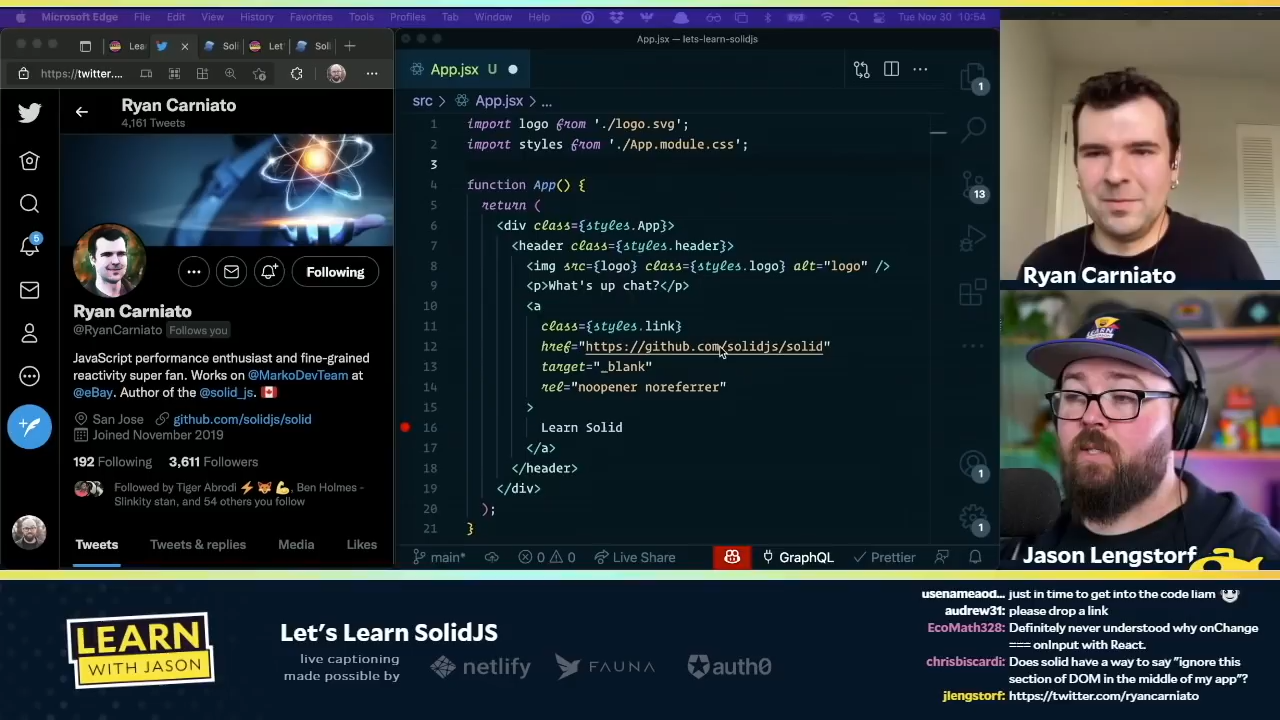 Microsoft Edge File Edit View History Favorites Tools Profiles Tab Window Help Tue Nov 30 10:54
Lea
Sol
Let
Sol
https://twitter....
Ryan Carniato
4,161 Tweets
Following
Ryan Carniato
@RyanCarniato Follows you
JavaScript performance enthusiast and fine-grained
reactivity super fan. Works on @MarkoDevTeam at
@eBay. Author of the @solid_js.
San Jose github.com/solidjs/solid
Joined November 2019
192 Following 3,611 Followers
Followed by Tiger Abrodi, Ben Holmes -
Slinkity stan, and 54 others you follow
Tweets Tweets & replies Media Likes
5
App.jsx — lets-learn-solidjs
App.jsx U
src > App.jsx > ...
1 import logo from './logo.svg';
2 import styles from './App.module.css';
3
4 function App() {
5 return (
6 <div class={styles.App}>
7 <header class={styles.header}>
8 <img src={logo} class={styles.logo} alt="logo" />
9 <p>What's up chat?</p>
10 <a
11 class={styles.link}
12 href="https://github.com/solidjs/solid"
13 target="_blank"
14 rel="noopener noreferrer"
15 >
16 Learn Solid
17 </a>
18 </header>
19 </div>
20 );
21 }
1
13
1
1
main* 0 0 Live Share GraphQL Prettier
Ryan Carniato
Jason Lengstorf
LEARN
WITH JASON
Let's Learn SolidJS
live captioning
made possible by
netlify
FAUNA
auth0
usenameaod... just in time to get into the code liam
audrew31: please drop a link
EcoMath328: Definitely never understood why onChange
=== onInput with React.
chrisbiscardi: Does solid have a way to say "ignore this
section of DOM in the middle of my app"?
jlengstorf: https://twitter.com/ryancarniato